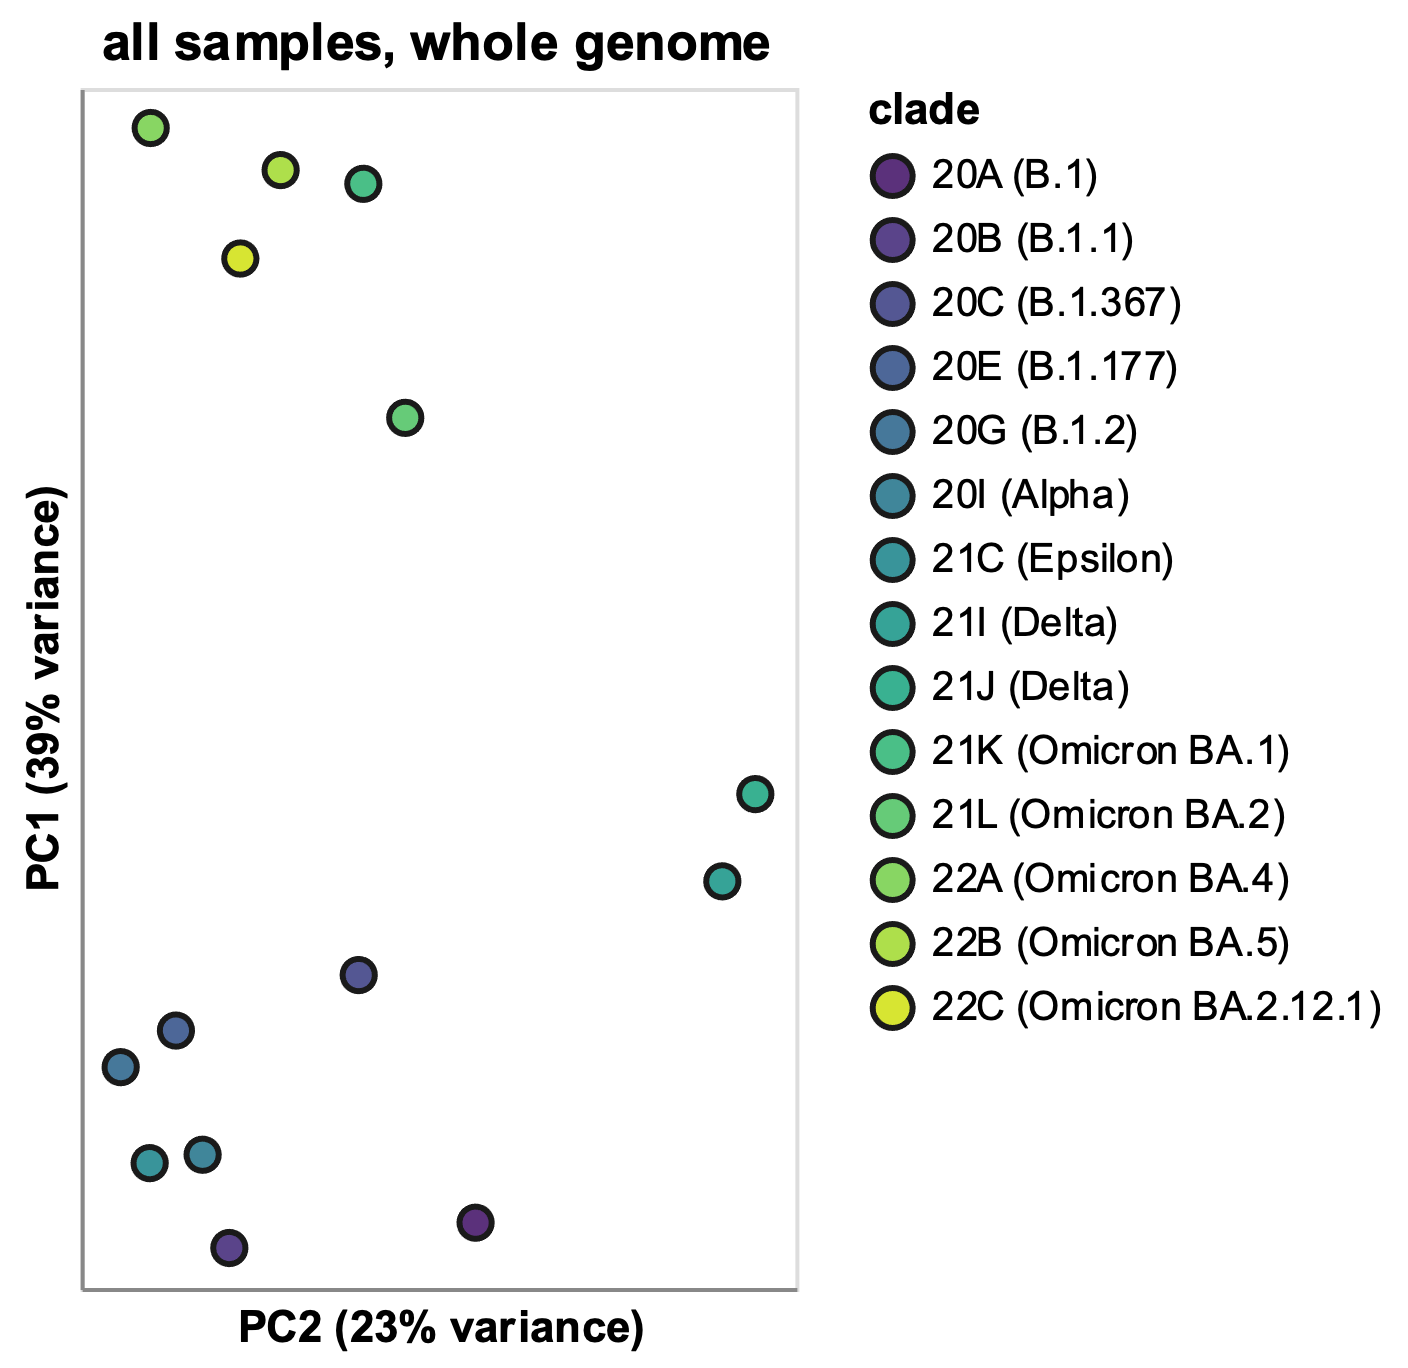 all samples, whole genome
PC1 (39% variance)
PC2 (23% variance)
clade
20A (B.1)
20B (B.1.1)
20C (B.1.367)
20E (B.1.177)
20G (B.1.2)
20I (Alpha)
21C (Epsilon)
21I (Delta)
21J (Delta)
21K (Omicron BA.1)
21L (Omicron BA.2)
22A (Omicron BA.4)
22B (Omicron BA.5)
22C (Omicron BA.2.12.1)